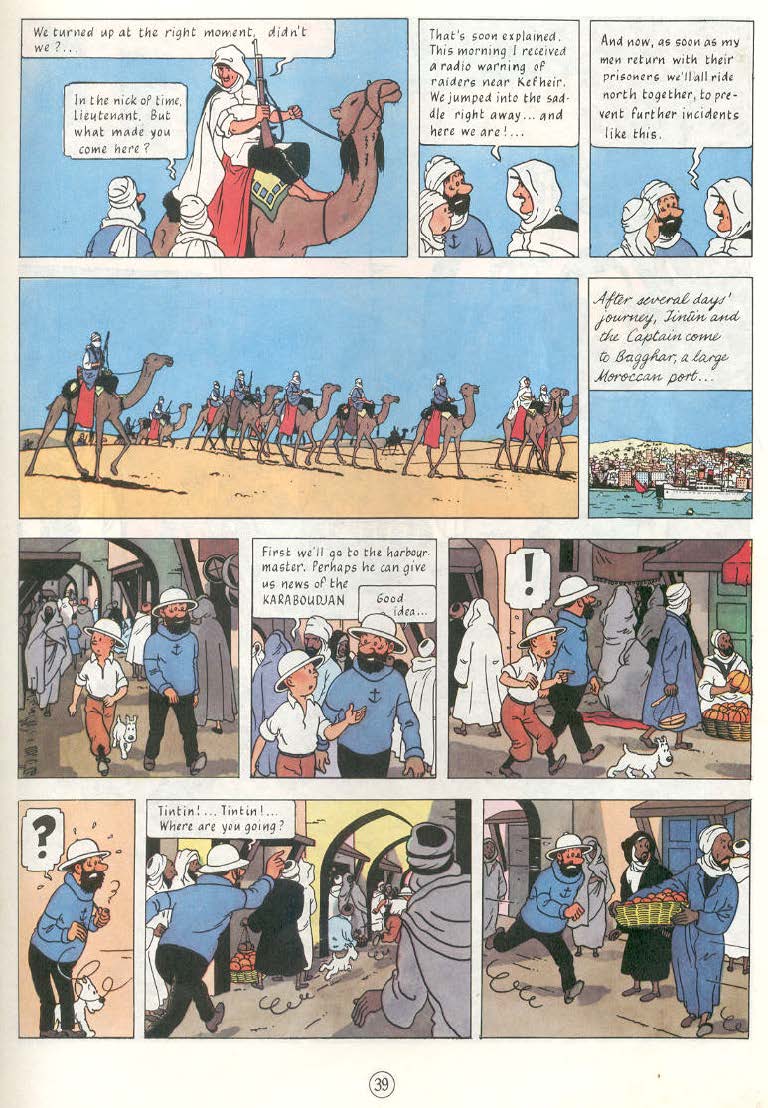 We turned up at the right moment, didn't
we?...
In the nick of time,
lieutenant. But
what made you
come here?
That's soon explained.
This morning I received
a radio warning of
raiders near Kefheir.
We jumped into the sad-
dle right away... and
here we are!...
And now, as soon as my
men return with their
prisoners we'll all ride
north together, to pre-
vent further incidents
like this.
After several days'
journey, Tintin and
the Captain come
to Bagghar, a large
Moroccan port...
First we'll go to the harbour-
master. Perhaps he can give
us news of the
KARABOUDJAN
Good
idea...
!
?
Tintin!... Tintin!...
Where are you going?
39